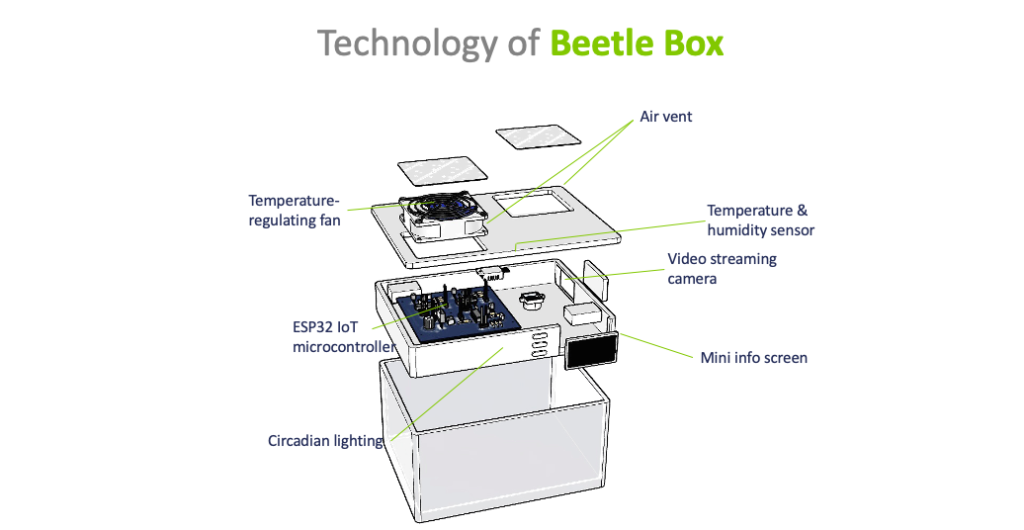 Technology of Beetle Box
Air vent
Temperature-
regulating fan
Temperature &
humidity sensor
Video streaming
camera
ESP32 IoT
microcontroller
Mini info screen
Circadian lighting